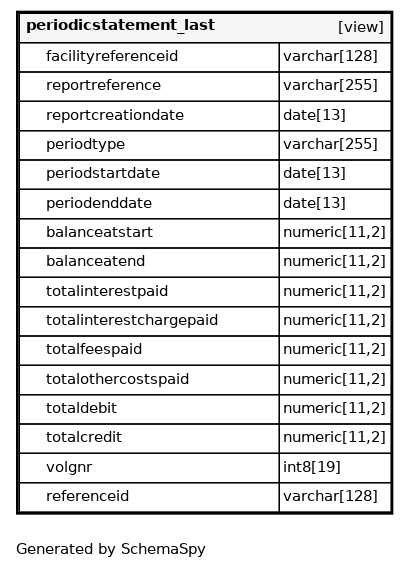 periodicstatement_last [view]
facilityreferenceid varchar[128]
reportreference varchar[255]
reportcreationdate date[13]
periodtype varchar[255]
periodstartdate date[13]
periodenddate date[13]
balanceatstart numeric[11,2]
balanceatend numeric[11,2]
totalinterestpaid numeric[11,2]
totalinterestchargepaid numeric[11,2]
totalfeespaid numeric[11,2]
totalothercostspaid numeric[11,2]
totaldebit numeric[11,2]
totalcredit numeric[11,2]
volgnr int8[19]
referenceid varchar[128]
Generated by SchemaSpy